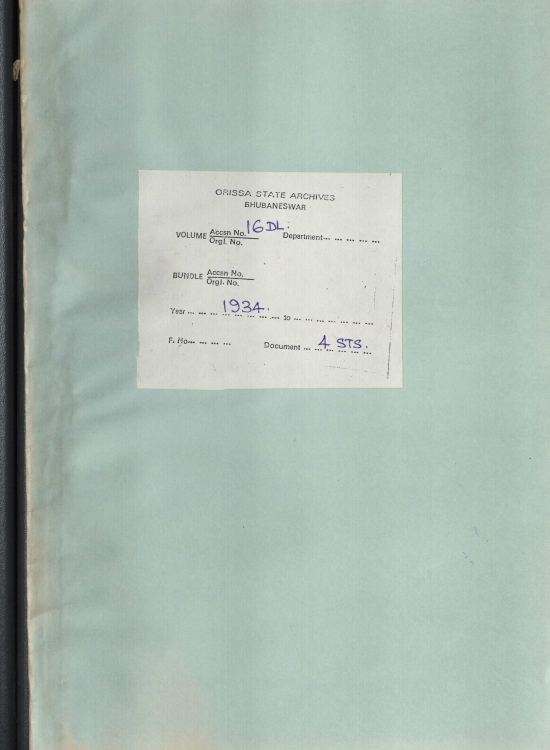 ORISSA STATE ARCHIVES
BHUBANESWAR
VOLUME Accsn No. 16 DL. Department... ... ... ... ...
Orgl. No.
BUNDLE Accsn No.
Orgl. No.
Year ... ... 1934. ... ... to ... ... ... ... ... ... ...
F. No... ... ... ... Document ... 4 STS. ... ...